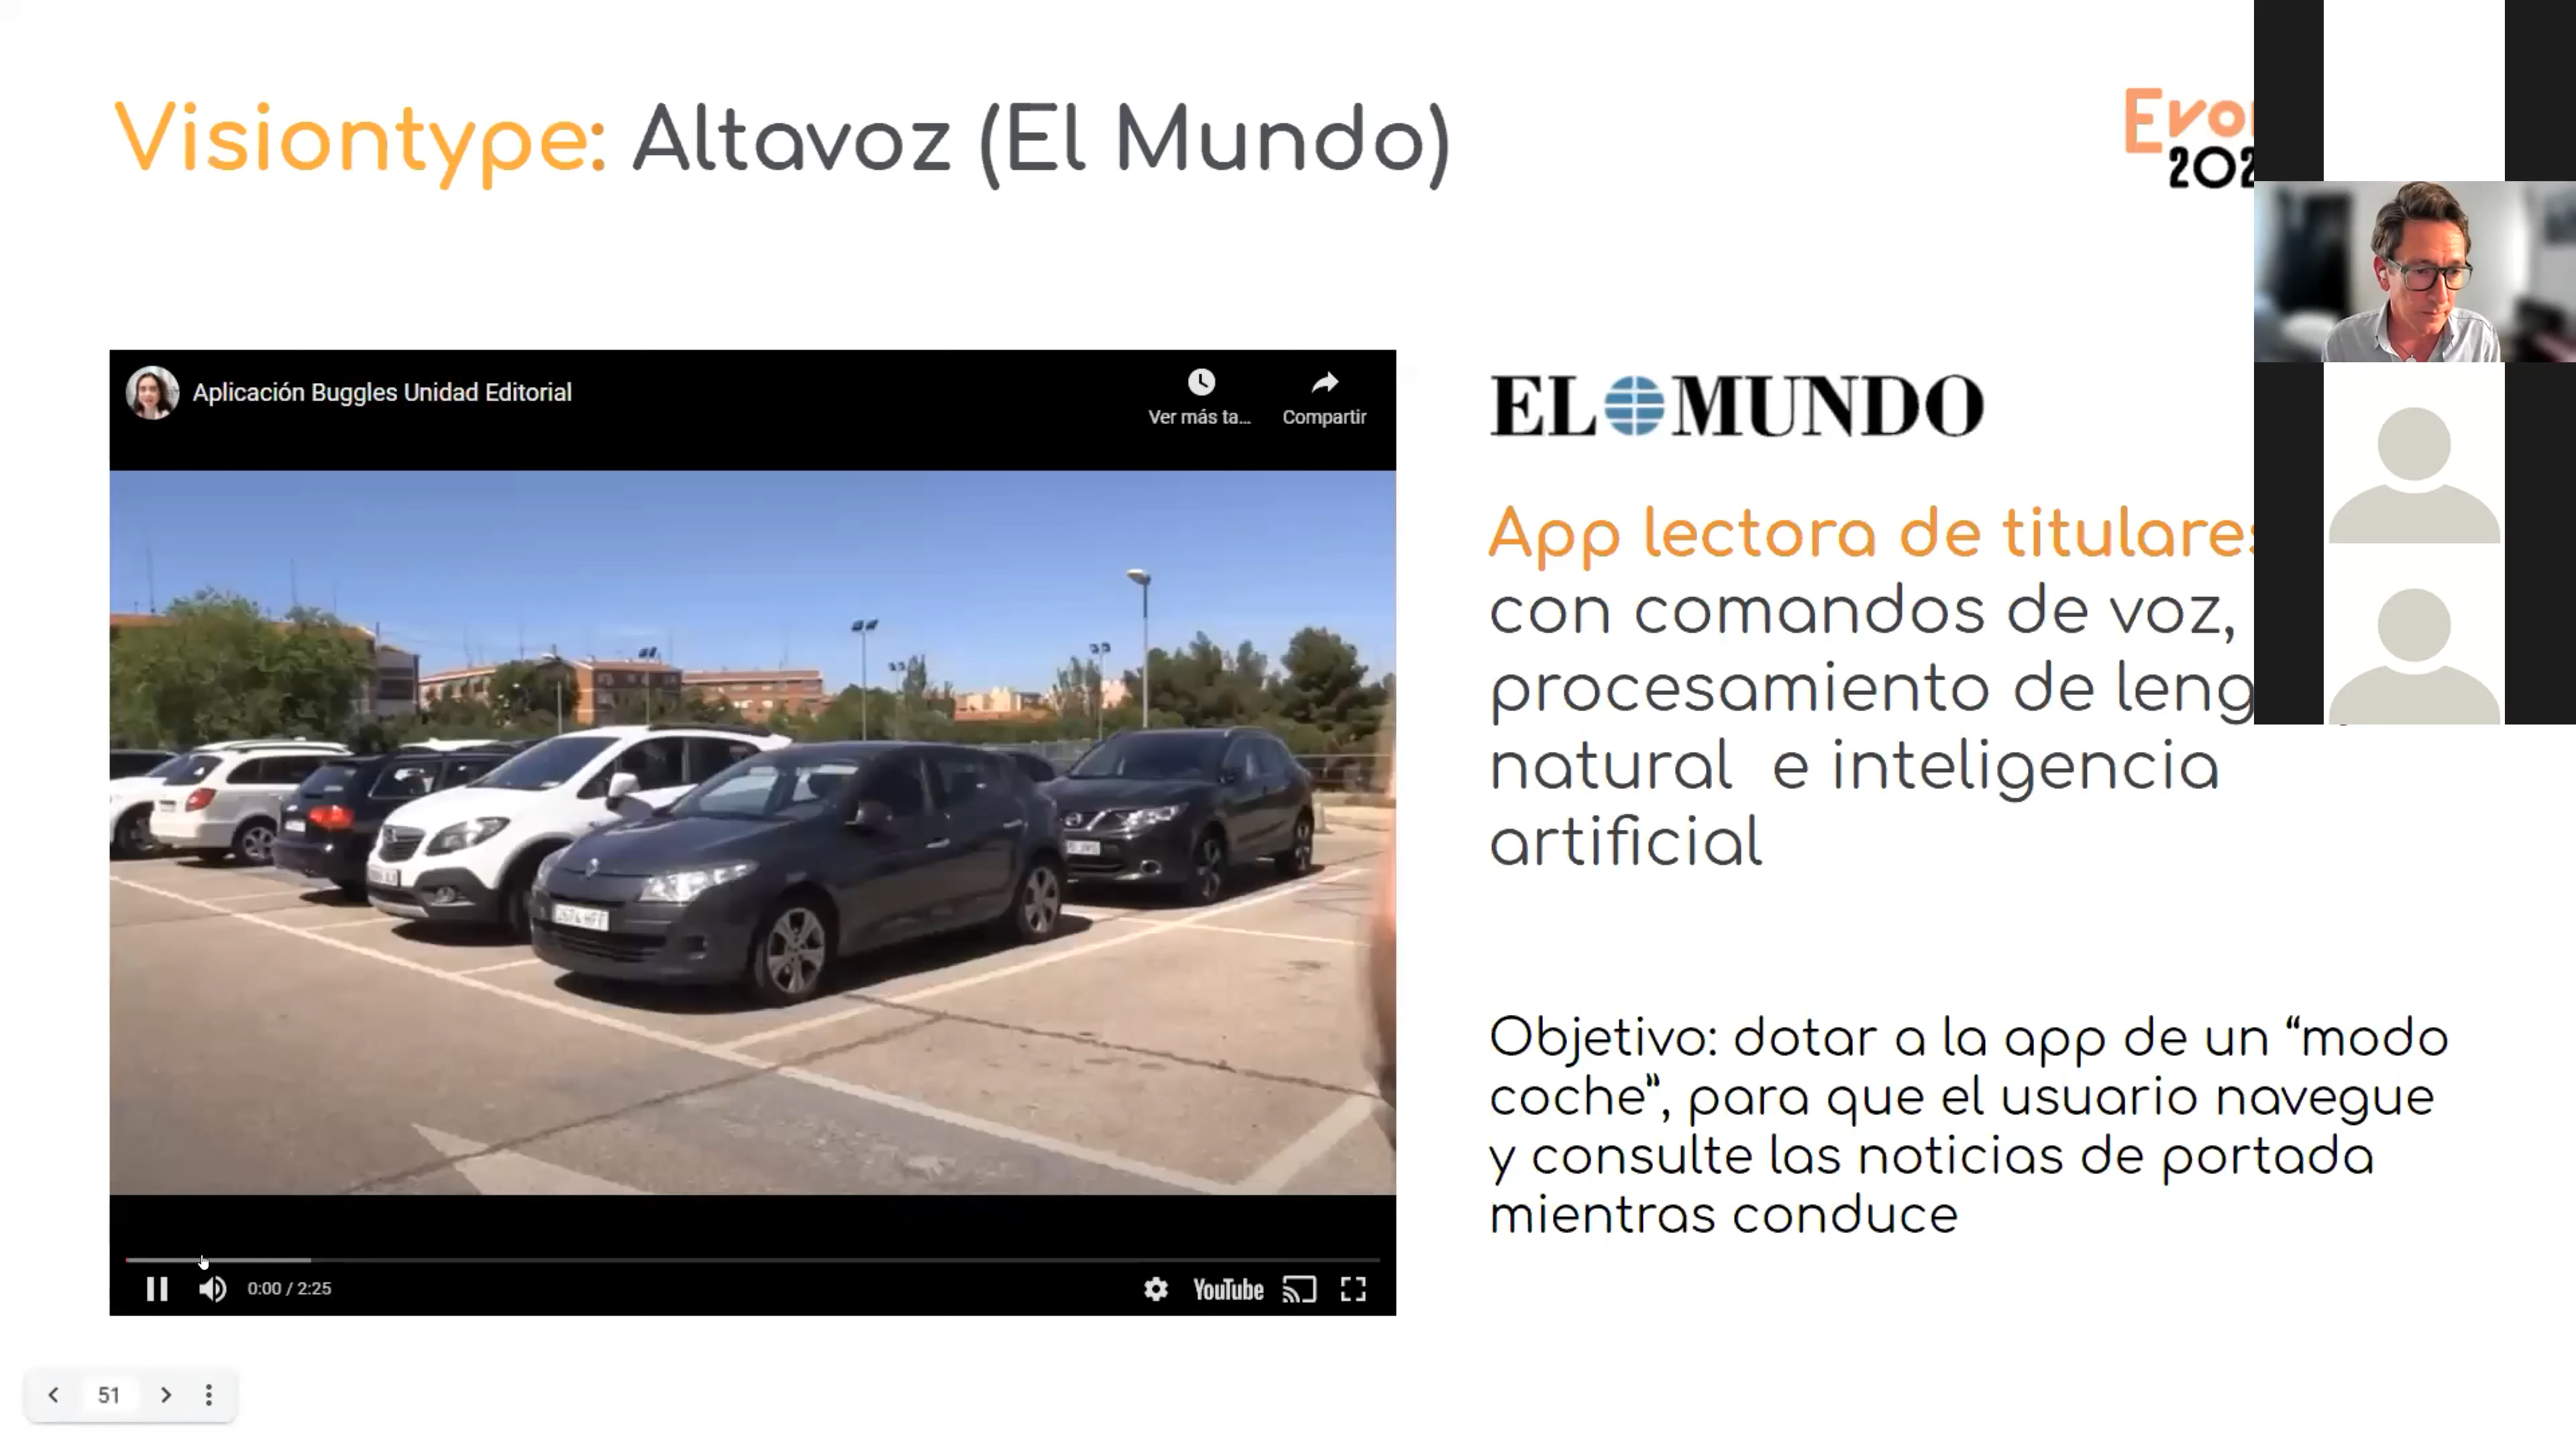 Visiontype: Altavoz (El Mundo)
Aplicación Buggles Unidad Editorial
Ver más ta...
Compartir
EL MUNDO
App lectora de titulares
con comandos de voz,
procesamiento de leng
natural e inteligencia
artificial
Objetivo: dotar a la app de un “modo
coche”, para que el usuario navegue
y consulte las noticias de portada
mientras conduce
0:00 / 2:25
YouTube
51